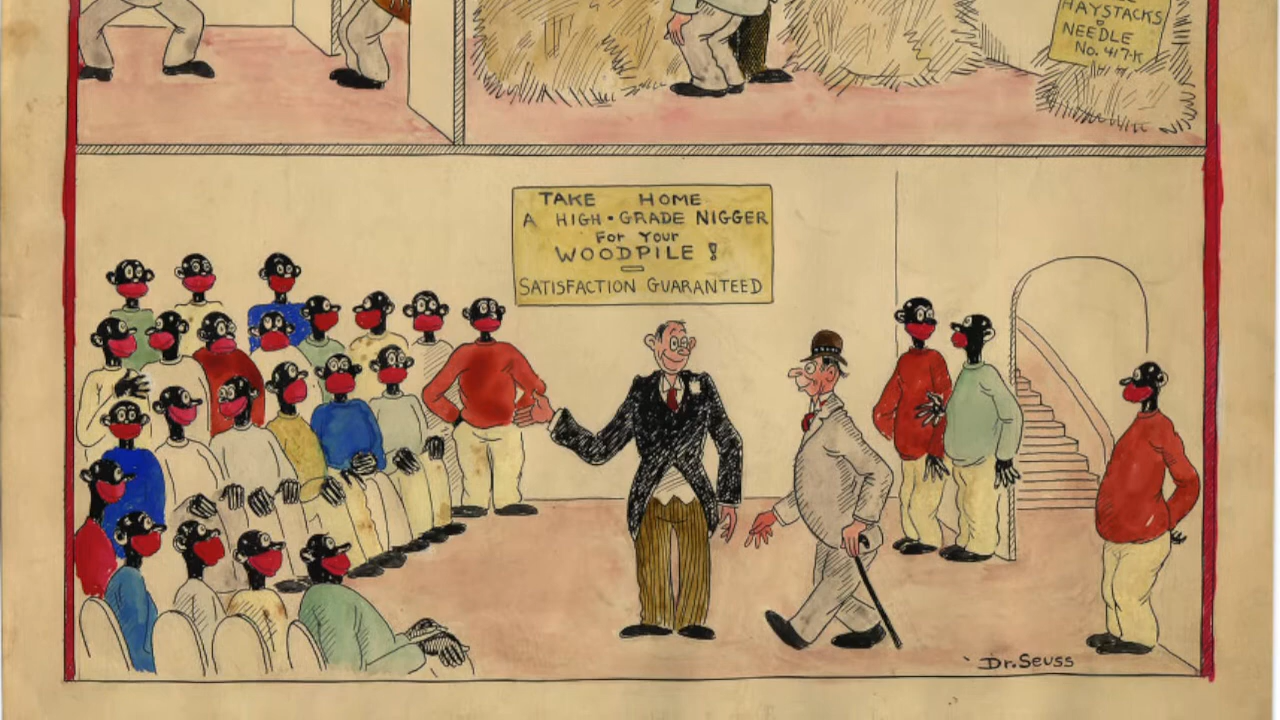 HAYSTACKS
NEEDLE
No. 417-K
TAKE HOME
A HIGH-GRADE NIGGER
For Your
WOODPILE!
SATISFACTION GUARANTEED
Dr. Seuss